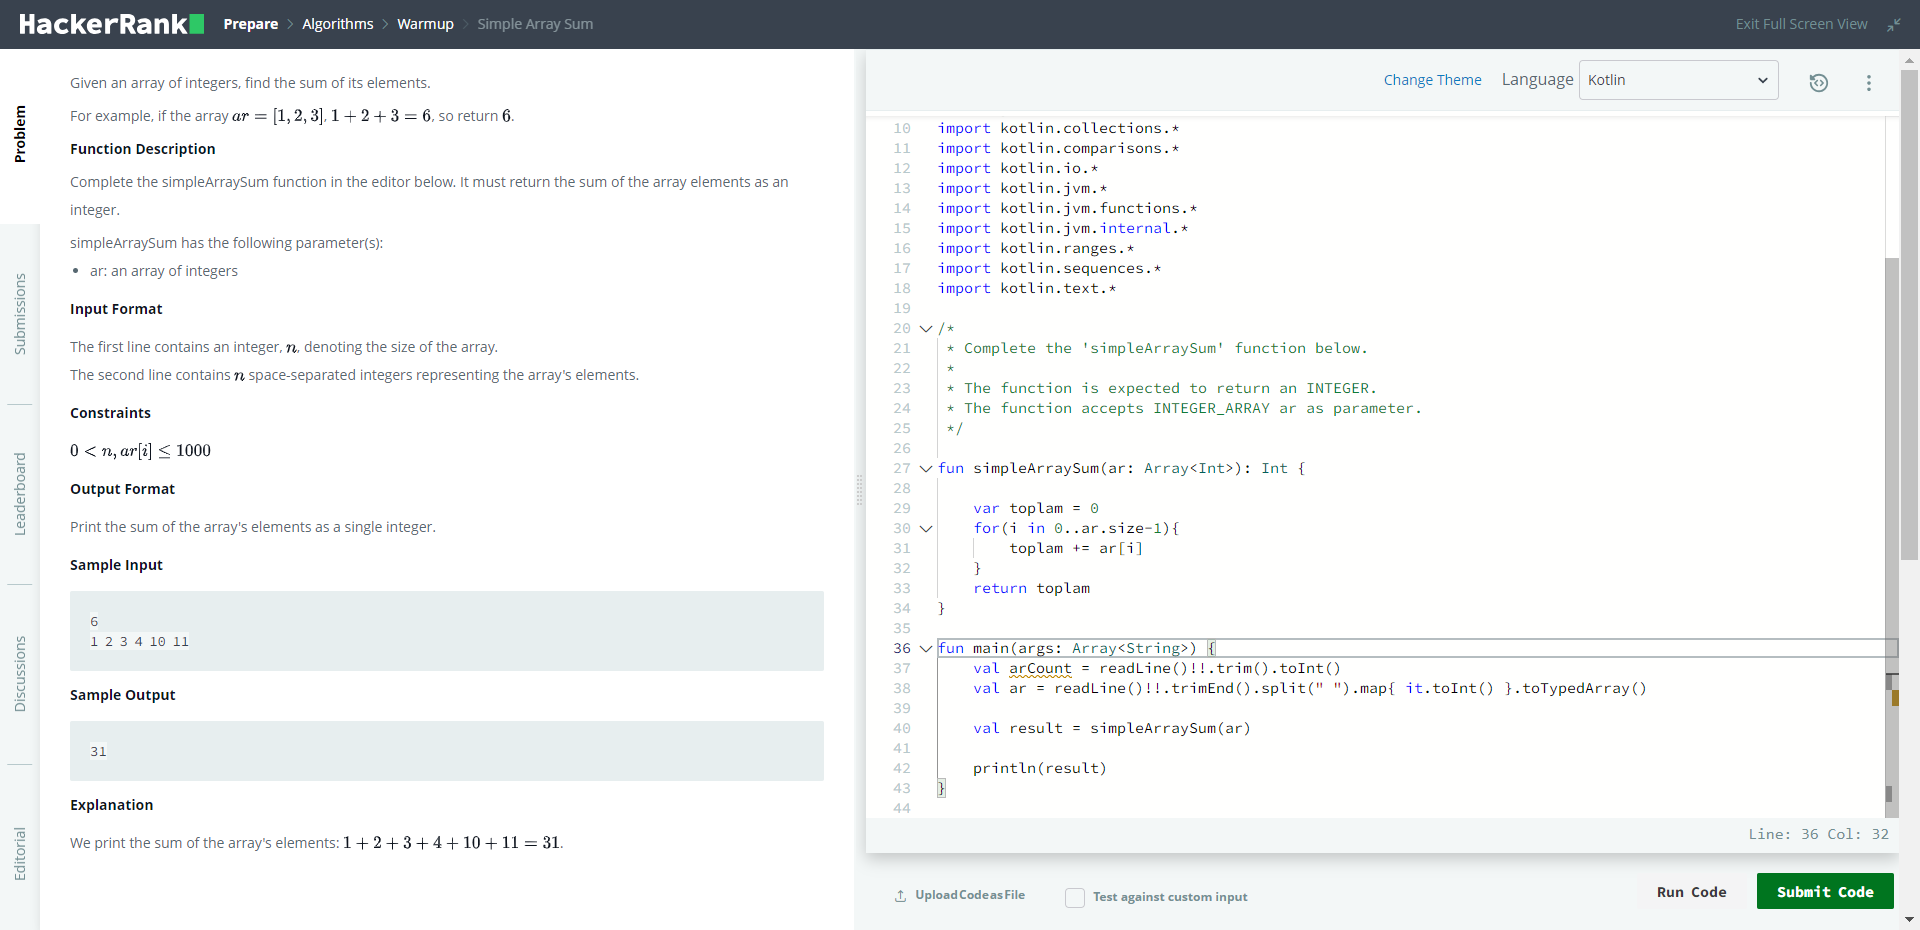 HackerRank
Prepare > Algorithms > Warmup > Simple Array Sum
Exit Full Screen View
Problem
Submissions
Leaderboard
Discussions
Editorial
Given an array of integers, find the sum of its elements.
For example, if the array ar = [1, 2, 3], 1 + 2 + 3 = 6, so return 6.
Function Description
Complete the simpleArraySum function in the editor below. It must return the sum of the array elements as an
integer.
simpleArraySum has the following parameter(s):
• ar: an array of integers
Input Format
The first line contains an integer, n, denoting the size of the array.
The second line contains n space-separated integers representing the array's elements.
Constraints
0 < n, ar[i] ≤ 1000
Output Format
Print the sum of the array's elements as a single integer.
Sample Input
6
1 2 3 4 10 11
Sample Output
31
Explanation
We print the sum of the array's elements: 1 + 2 + 3 + 4 + 10 + 11 = 31.
Change Theme Language Kotlin
10 import kotlin.collections.*
11 import kotlin.comparisons.*
12 import kotlin.io.*
13 import kotlin.jvm.*
14 import kotlin.jvm.functions.*
15 import kotlin.jvm.internal.*
16 import kotlin.ranges.*
17 import kotlin.sequences.*
18 import kotlin.text.*
19
20 /*
21 * Complete the 'simpleArraySum' function below.
22 *
23 * The function is expected to return an INTEGER.
24 * The function accepts INTEGER_ARRAY ar as parameter.
25 */
26
27 fun simpleArraySum(ar: Array<Int>): Int {
28
29 var toplam = 0
30 for(i in 0..ar.size-1){
31 toplam += ar[i]
32 }
33 return toplam
34 }
35
36 fun main(args: Array<String>) {
37 val arCount = readLine()!!.trim().toInt()
38 val ar = readLine()!!.trimEnd().split(" ").map{ it.toInt() }.toTypedArray()
39
40 val result = simpleArraySum(ar)
41
42 println(result)
43 }
44
Line: 36 Col: 32
Upload Code as File
Test against custom input
Run Code
Submit Code